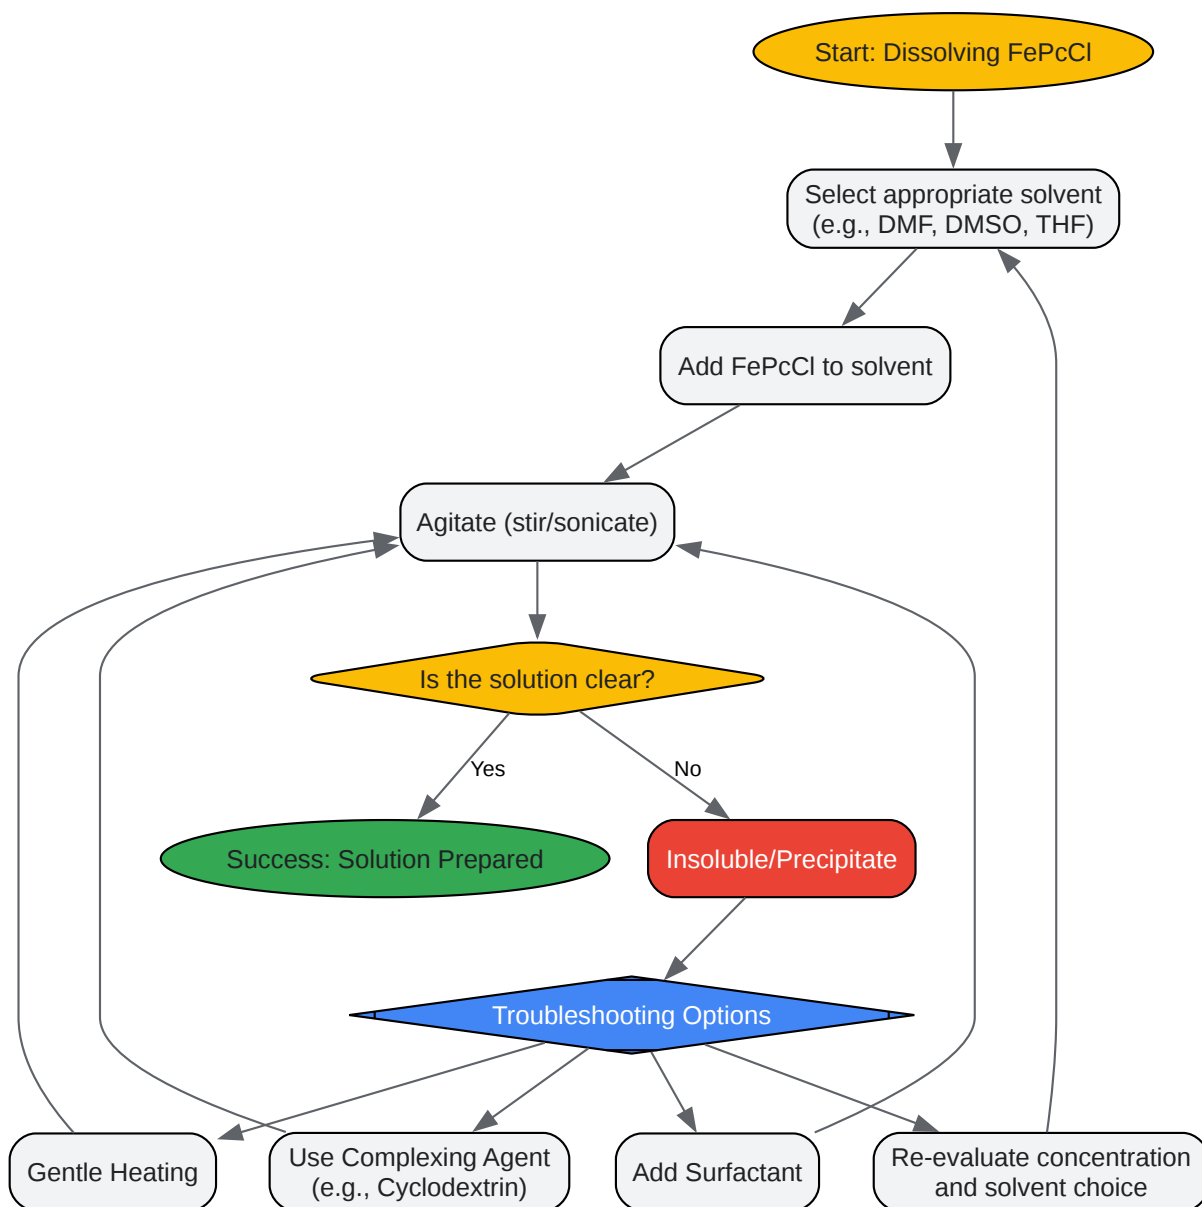 Start: Dissolving FePcCl
Select appropriate solvent
(e.g., DMF, DMSO, THF)
Add FePcCl to solvent
Agitate (stir/sonicate)
Is the solution clear?
Yes
No
Success: Solution Prepared
Insoluble/Precipitate
Troubleshooting Options
Gentle Heating
Use Complexing Agent
(e.g., Cyclodextrin)
Add Surfactant
Re-evaluate concentration
and solvent choice